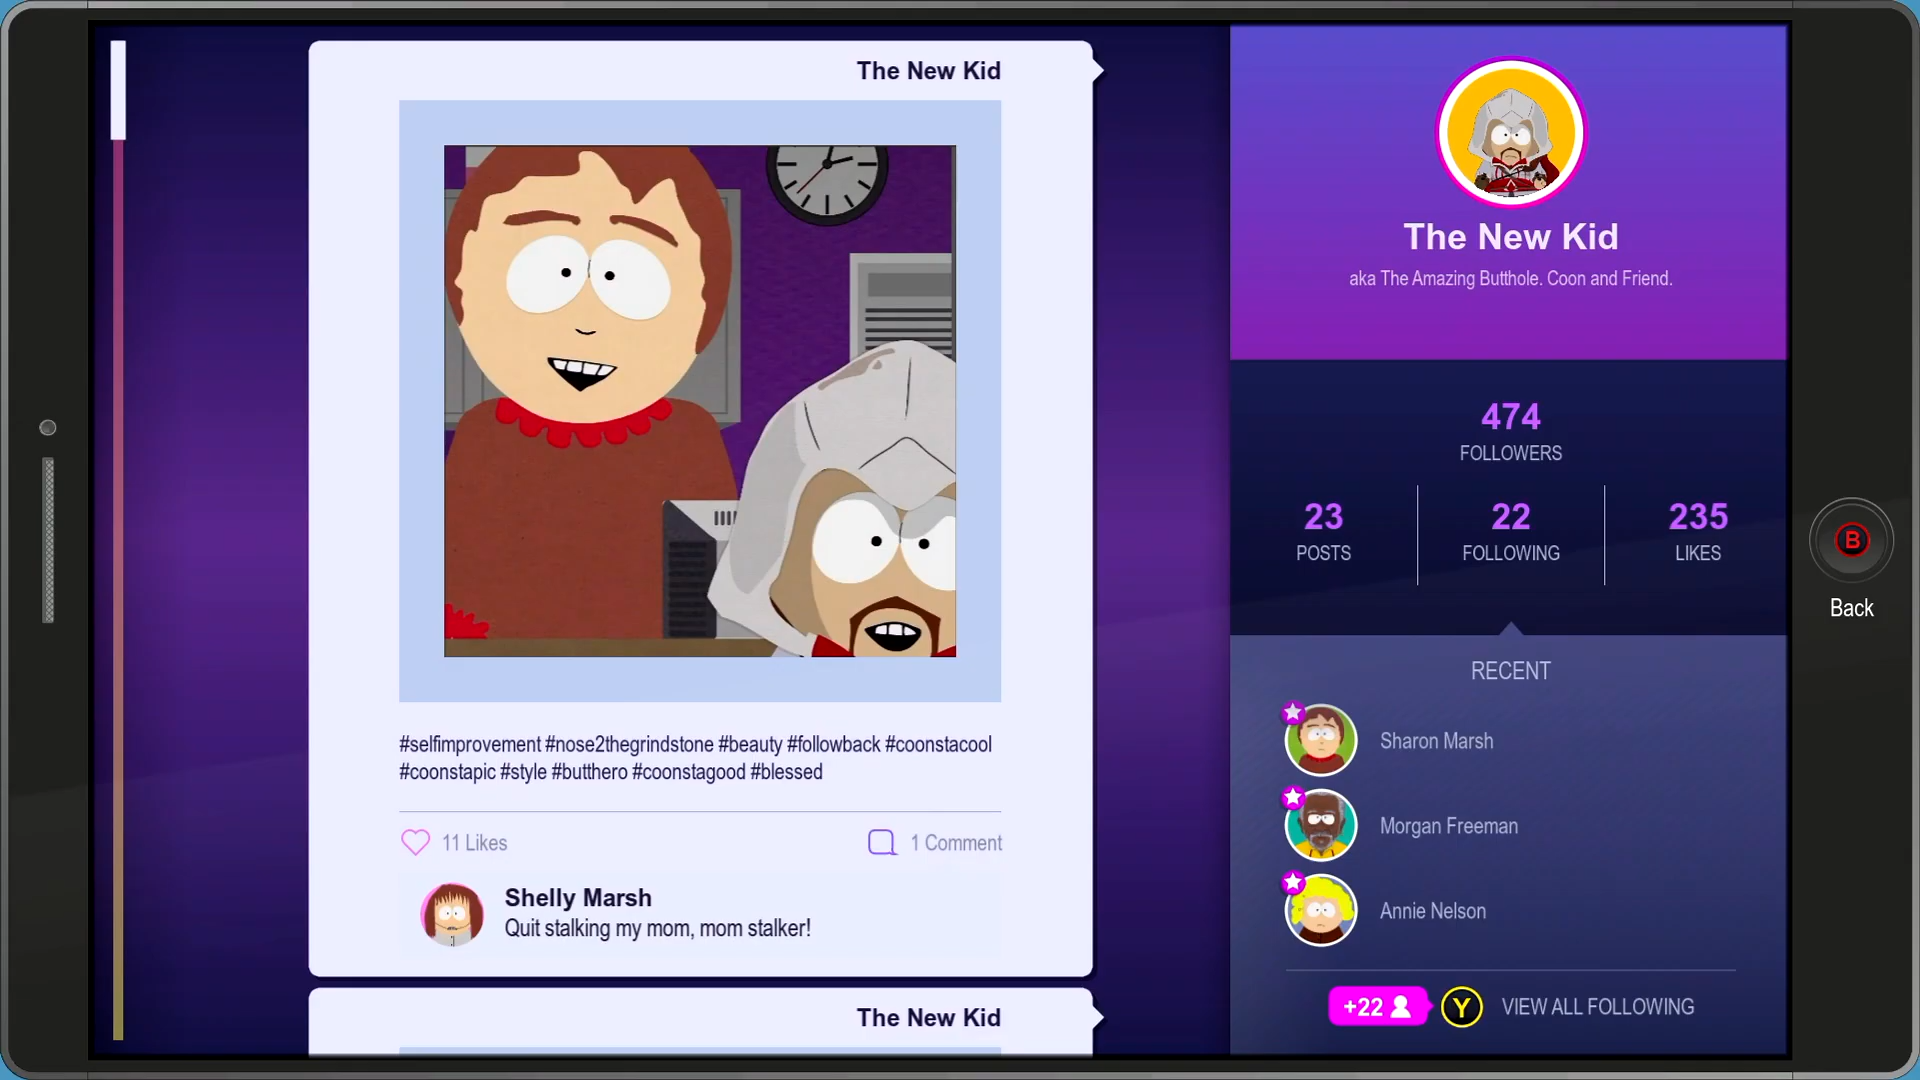 The New Kid
#selfimprovement #nose2thegrindstone #beauty #followback #coonstacool
#coonstapic #style #butthero #coonstagood #blessed
11 Likes
1 Comment
Shelly Marsh
Quit stalking my mom, mom stalker!
The New Kid
The New Kid
aka The Amazing Butthole. Coon and Friend.
474
FOLLOWERS
23
POSTS
22
FOLLOWING
235
LIKES
RECENT
Sharon Marsh
Morgan Freeman
Annie Nelson
+22
Y
VIEW ALL FOLLOWING
B
Back